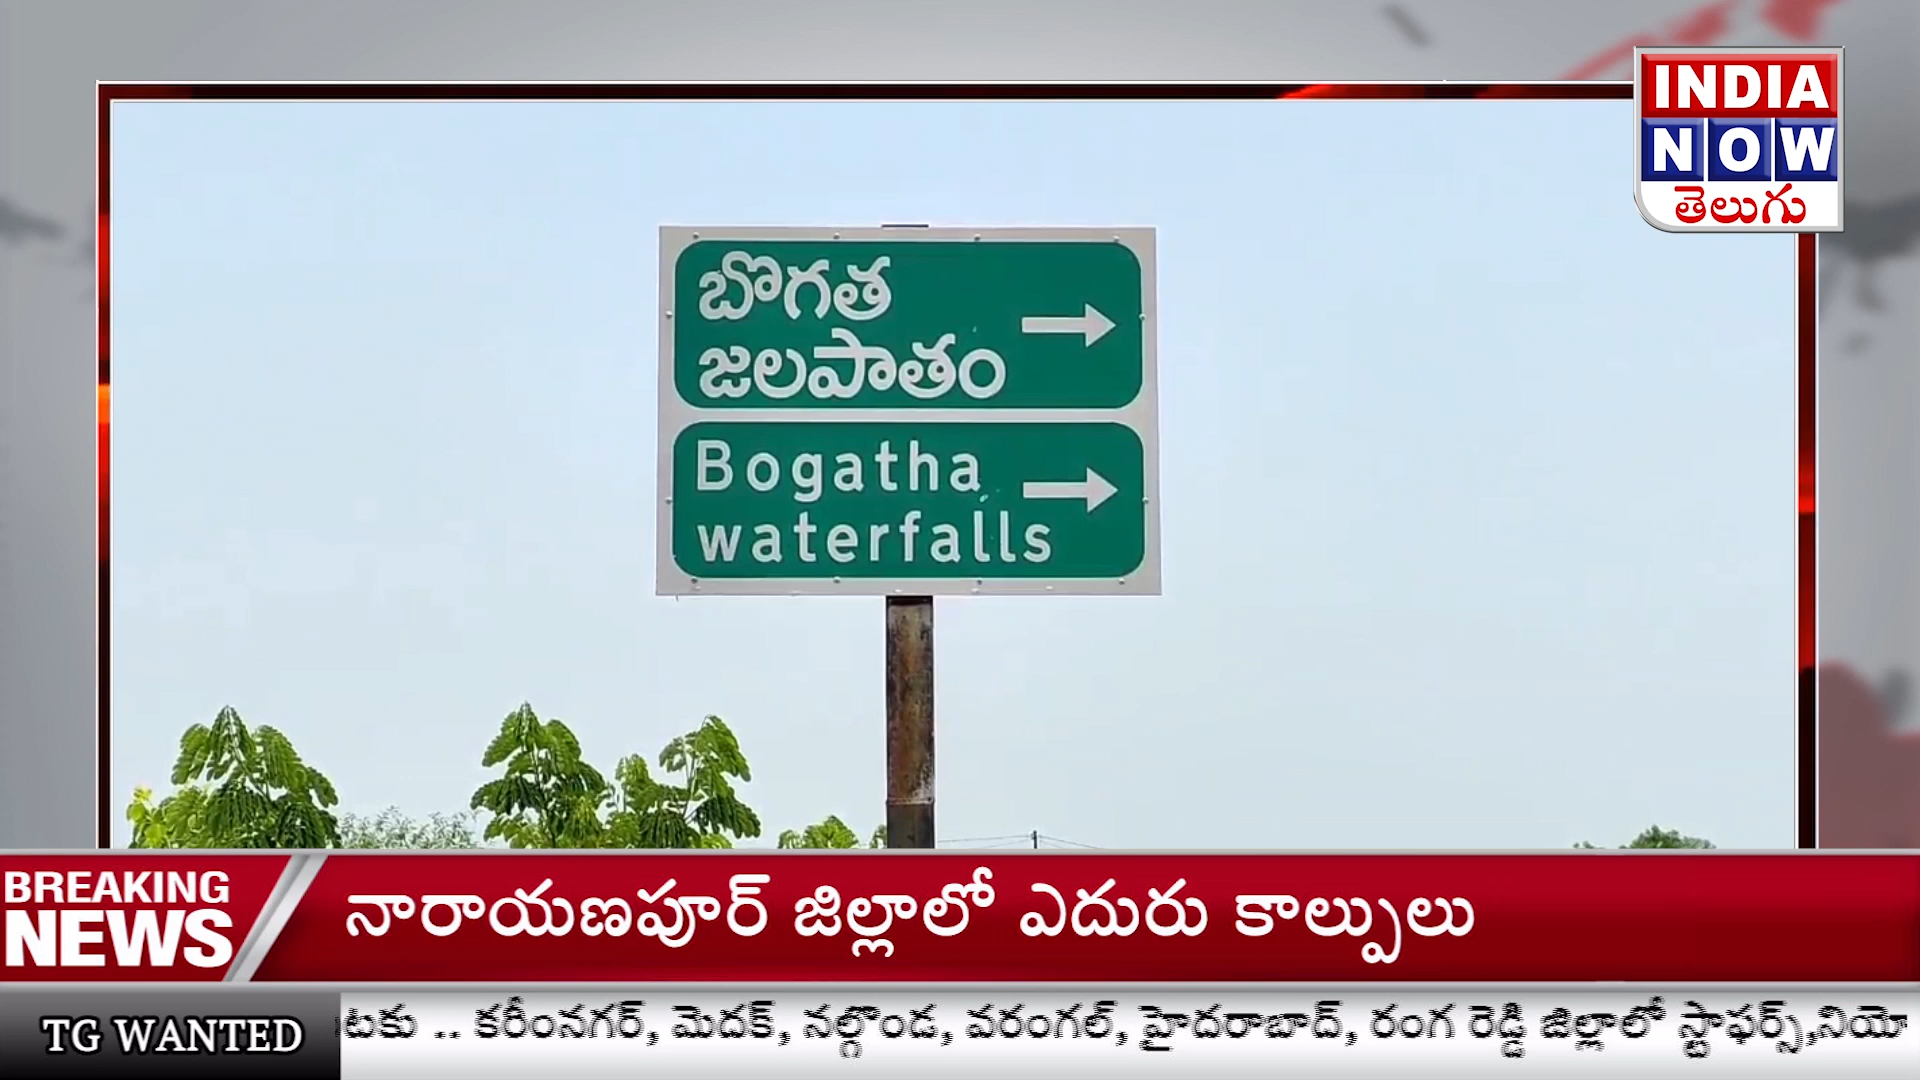 INDIA
NOW
తెలుగు
బొగత
జలపాతం
Bogatha
waterfalls
BREAKING
NEWS
నారాయణపూర్ జిల్లాలో ఎదురు కాల్పులు
TG WANTED
.. కరీంనగర్, మెదక్, నల్గొండ, వరంగల్, హైదరాబాద్, రంగ రెడ్డి జిల్లాలో స్టాఫర్స్,